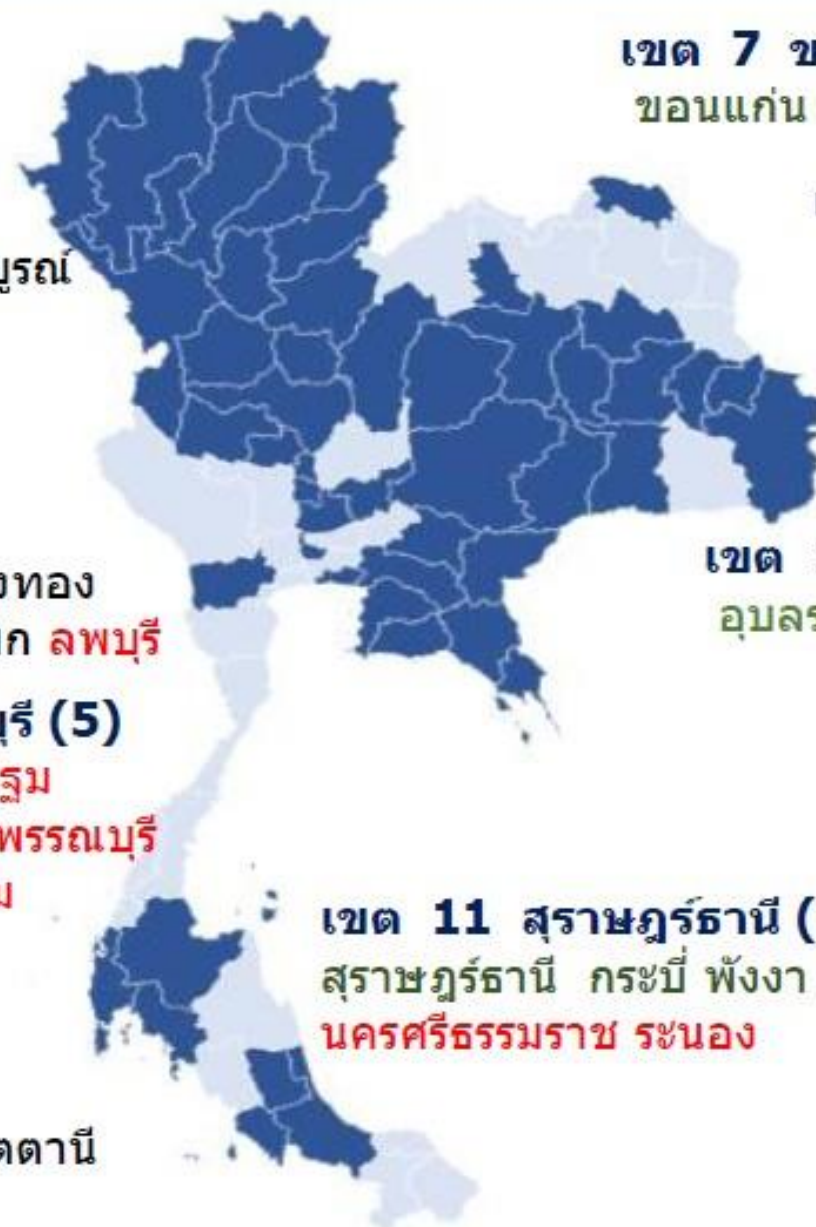 เขต 7 ข
ขอนแก่น
บูรณ์
งทอง
ก ลพบุรี
เขต
อุบลร
ุรี (5)
ฐม
พรรณบุรี
ม
เขต 11 สุราษฎร์ธานี (
สุราษฎร์ธานี กระบี่ พังงา
นครศรีธรรมราช ระนอง
ตตานี